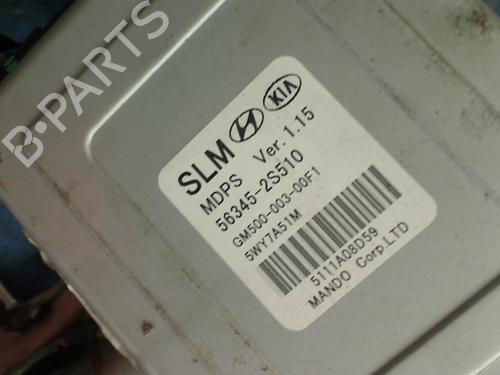 B-PARTS
SLM KIA
MDPS Ver. 1.15
56345-2S510
GM500-003-00F1
5WY7A51M
5111A08D59
MANDO Corp.LTD